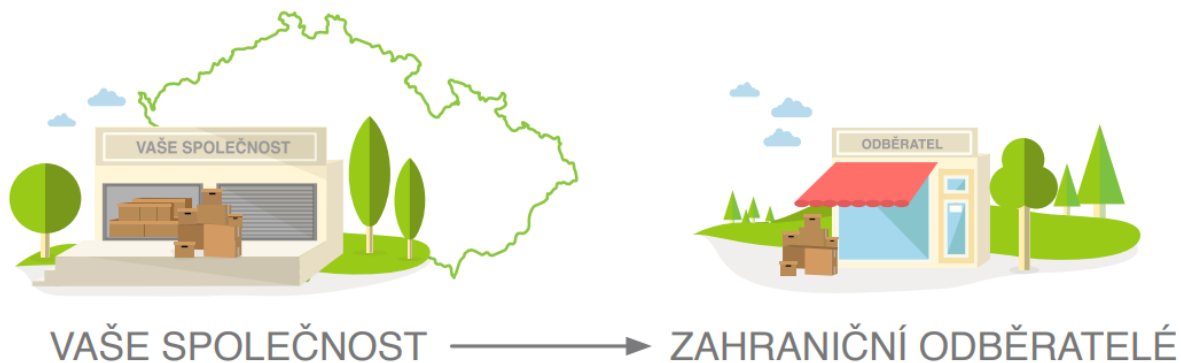 VAŠE SPOLEČNOST
ODBĚRATEL
VAŠE SPOLEČNOST
ZAHRANIČNÍ ODBĚRATELÉ